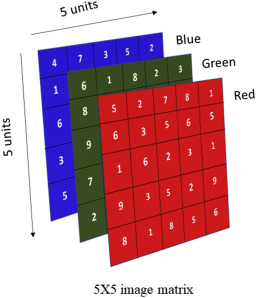 5 units
5 units
Blue
4 7 3 5 2
1
6
3
5
Green
6 1 8 2 3
8
9
7
2
Red
5 2 7 8 1
6 3 5 6 5
1 6 2 3 1
9 3 5 2 9
8 1 8 5 6
5X5 image matrix